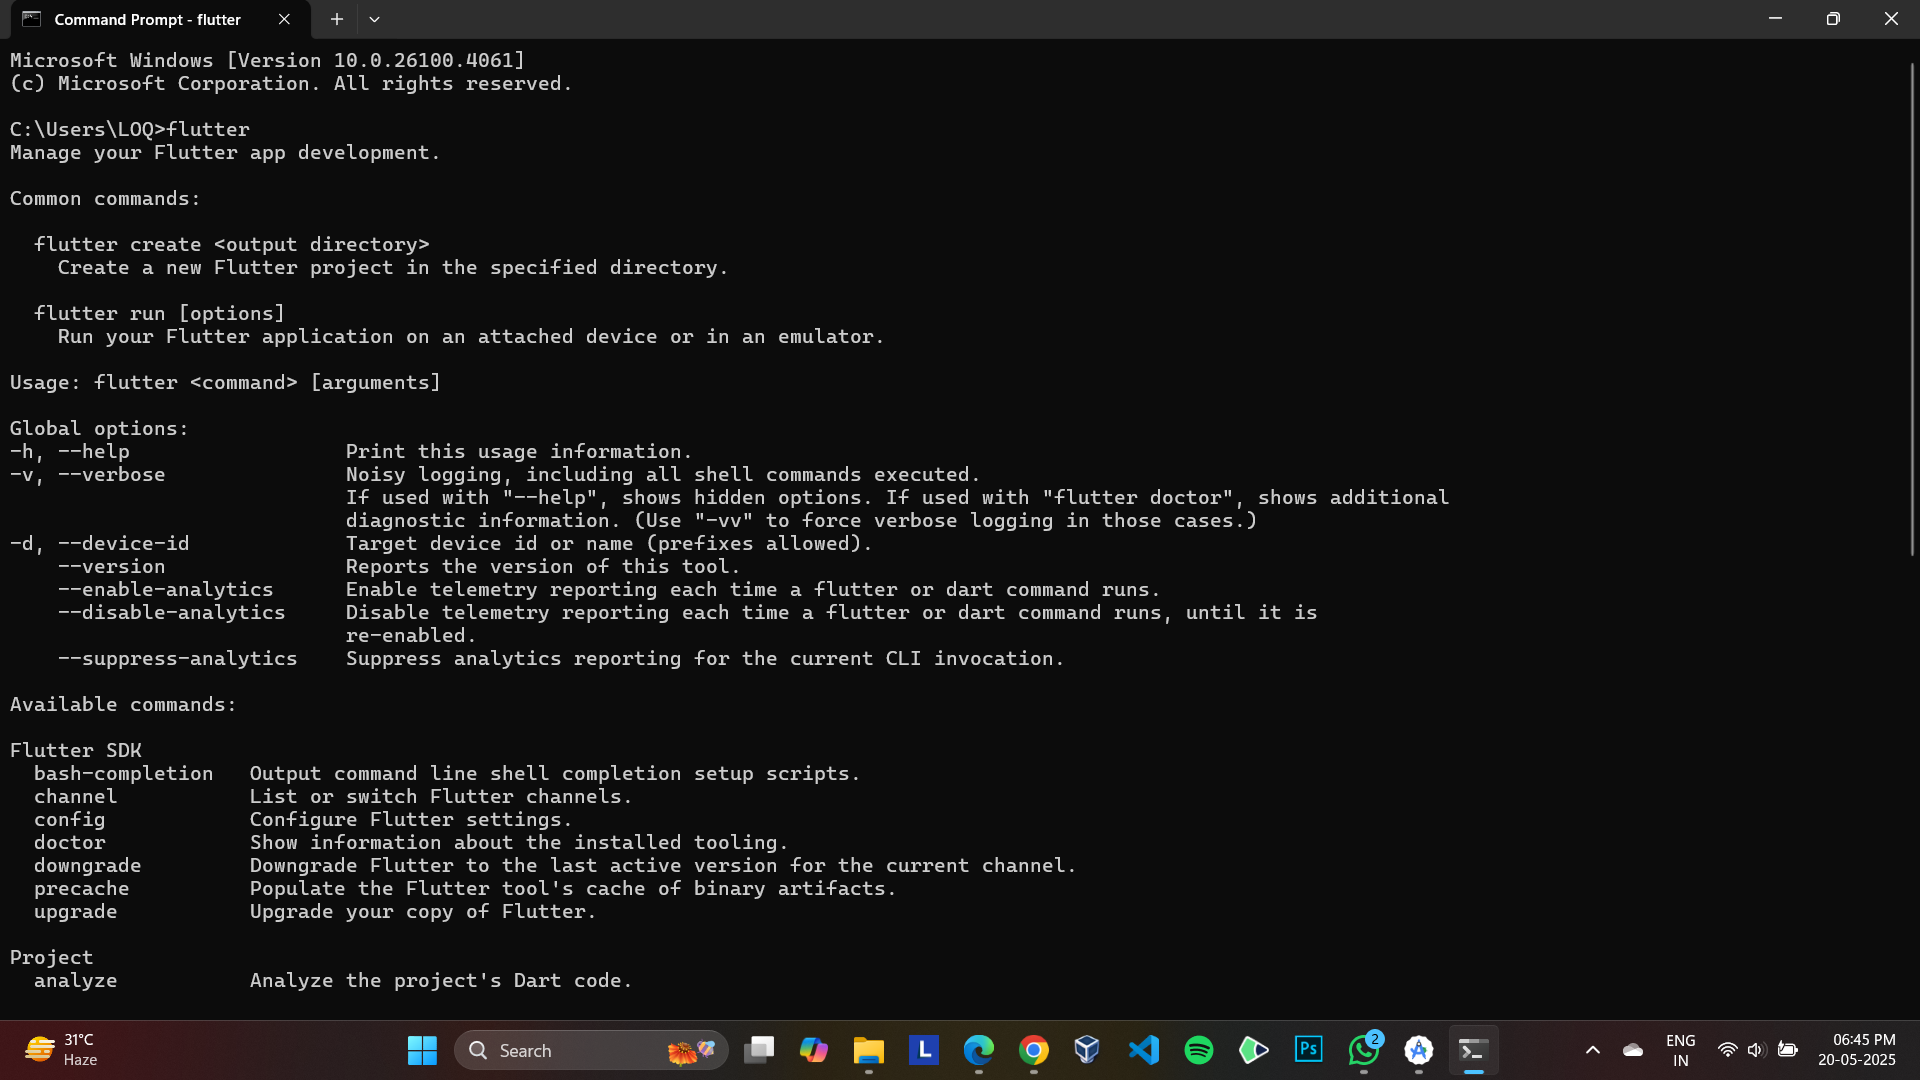 Command Prompt - flutter
Microsoft Windows [Version 10.0.26100.4061]
(c) Microsoft Corporation. All rights reserved.
C:\Users\LOQ>flutter
Manage your Flutter app development.
Common commands:
flutter create <output directory>
Create a new Flutter project in the specified directory.
flutter run [options]
Run your Flutter application on an attached device or in an emulator.
Usage: flutter <command> [arguments]
Global options:
-h, --help Print this usage information.
-v, --verbose Noisy logging, including all shell commands executed.
If used with "--help", shows hidden options. If used with "flutter doctor", shows additional
diagnostic information. (Use "-vv" to force verbose logging in those cases.)
-d, --device-id Target device id or name (prefixes allowed).
--version Reports the version of this tool.
--enable-analytics Enable telemetry reporting each time a flutter or dart command runs.
--disable-analytics Disable telemetry reporting each time a flutter or dart command runs, until it is
re-enabled.
--suppress-analytics Suppress analytics reporting for the current CLI invocation.
Available commands:
Flutter SDK
bash-completion Output command line shell completion setup scripts.
channel List or switch Flutter channels.
config Configure Flutter settings.
doctor Show information about the installed tooling.
downgrade Downgrade Flutter to the last active version for the current channel.
precache Populate the Flutter tool's cache of binary artifacts.
upgrade Upgrade your copy of Flutter.
Project
analyze Analyze the project's Dart code.
31°C
Haze
Search
L
Ps
2
ENG
IN
06:45 PM
20-05-2025